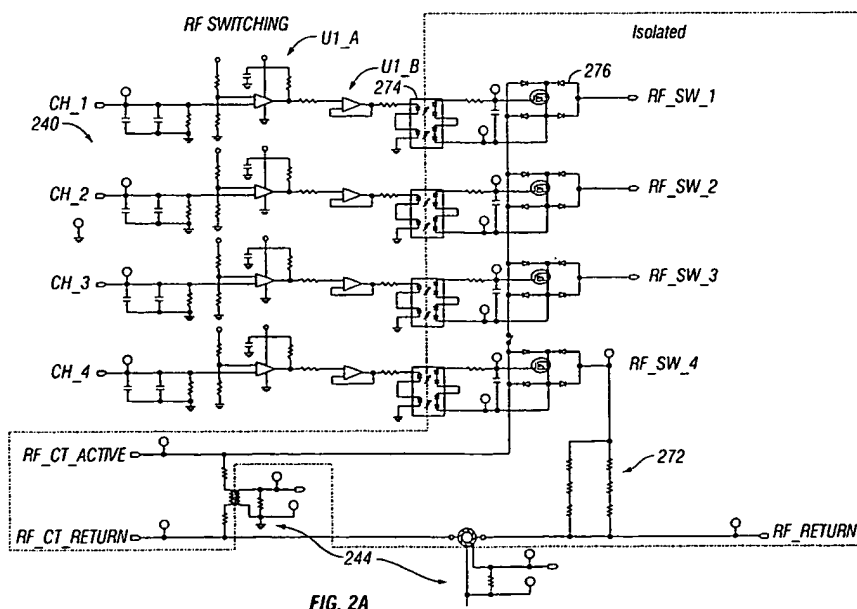 RF SWITCHING
Isolated
U1_A
U1_B
274
276
CH_1
240
RF_SW_1
CH_2
RF_SW_2
CH_3
RF_SW_3
CH_4
RF_SW_4
RF_CT_ACTIVE
272
RF_CT_RETURN
244
RF_RETURN
FIG. 2A